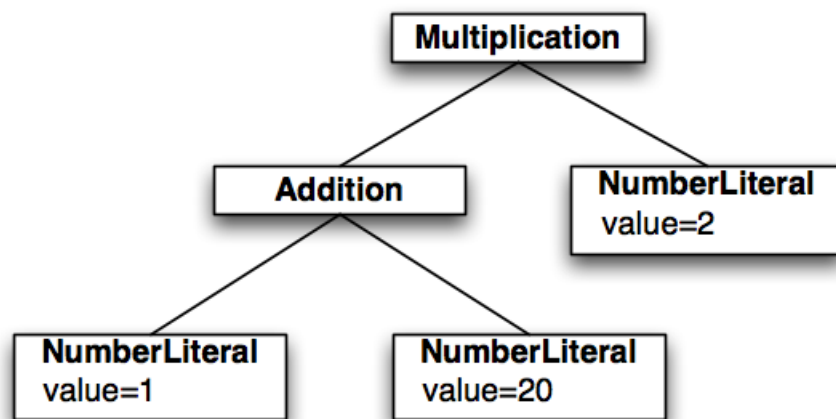 Multiplication
Addition
NumberLiteral
value=2
NumberLiteral
value=1
NumberLiteral
value=20